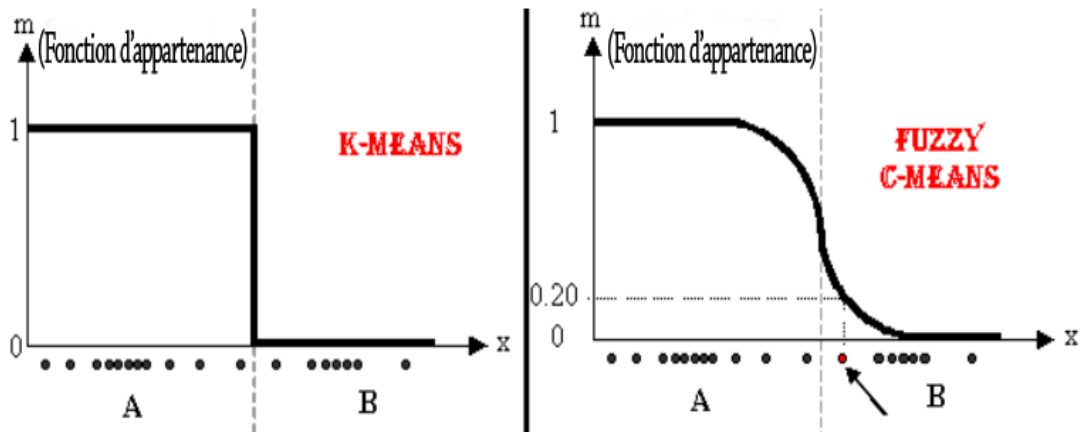 m
(Fonction d'appartenance)
1
K-MEANS
0
x
A
B
m
(Fonction d'appartenance)
1
FUZZY
C-MEANS
0.20
0
x
A
B